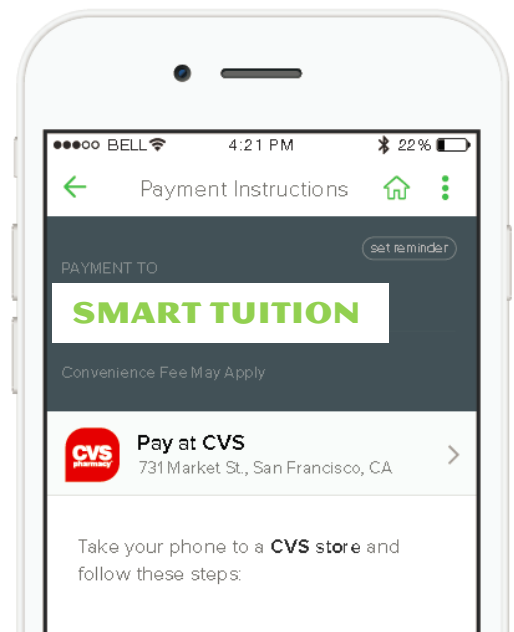 BELL 4:21 PM 22%
Payment Instructions
set reminder
PAYMENT TO
SMART TUITION
Convenience Fee May Apply
CVS
pharmacy
Pay at CVS
731 Market St., San Francisco, CA
Take your phone to a CVS store and
follow these steps: